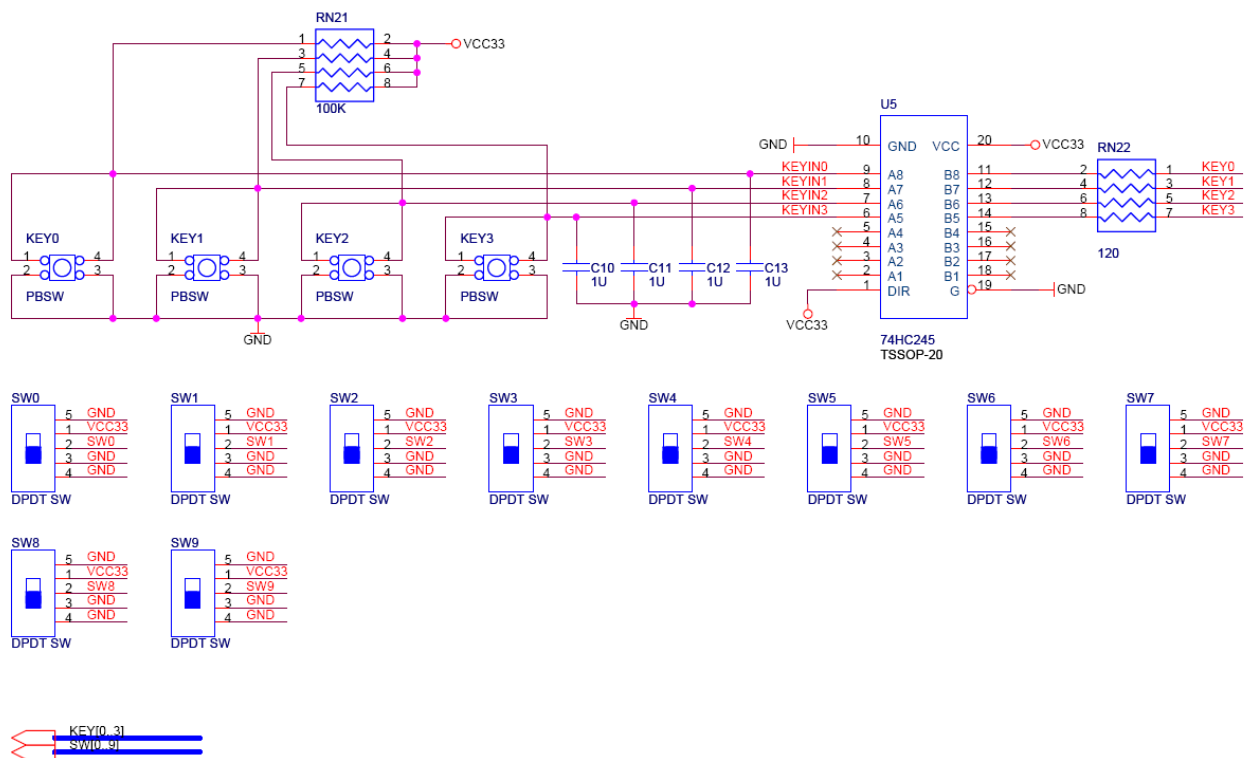 RN21
1 2 VCC33
3 4
5 6
7 8
100K
U5
GND 10 GND VCC 20 VCC33 RN22
KEYIN0 9 A8 B8 11 2 1 KEY0
KEYIN1 8 A7 B7 12 4 3 KEY1
KEYIN2 7 A6 B6 13 6 5 KEY2
KEYIN3 6 A5 B5 14 8 7 KEY3
5 A4 B4 15
4 A3 B3 16
3 A2 B2 17
2 A1 B1 18
1 DIR G 19 GND
120
KEY0 KEY1 KEY2 KEY3
1 4 1 4 1 4 1 4 C10 C11 C12 C13
2 3 2 3 2 3 2 3 1U 1U 1U 1U
PBSW PBSW PBSW PBSW
GND GND VCC33
74HC245
TSSOP-20
SW0 SW1 SW2 SW3 SW4 SW5 SW6 SW7
5 GND 5 GND 5 GND 5 GND 5 GND 5 GND 5 GND 5 GND
1 VCC33 1 VCC33 1 VCC33 1 VCC33 1 VCC33 1 VCC33 1 VCC33 1 VCC33
2 SW0 2 SW1 2 SW2 2 SW3 2 SW4 2 SW5 2 SW6 2 SW7
3 GND 3 GND 3 GND 3 GND 3 GND 3 GND 3 GND 3 GND
4 GND 4 GND 4 GND 4 GND 4 GND 4 GND 4 GND 4 GND
DPDT SW DPDT SW DPDT SW DPDT SW DPDT SW DPDT SW DPDT SW DPDT SW
SW8 SW9
5 GND 5 GND
1 VCC33 1 VCC33
2 SW8 2 SW9
3 GND 3 GND
4 GND 4 GND
DPDT SW DPDT SW
KEY[0..3]
SW[0..9]